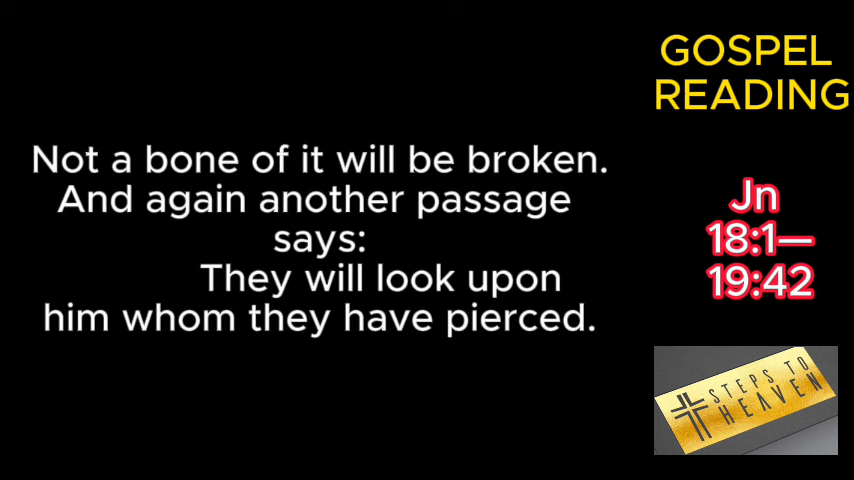 GOSPEL
READING
Not a bone of it will be broken.
And again another passage
says:
They will look upon
him whom they have pierced.
Jn
18:1—
19:42
STEPS TO
HEAVEN